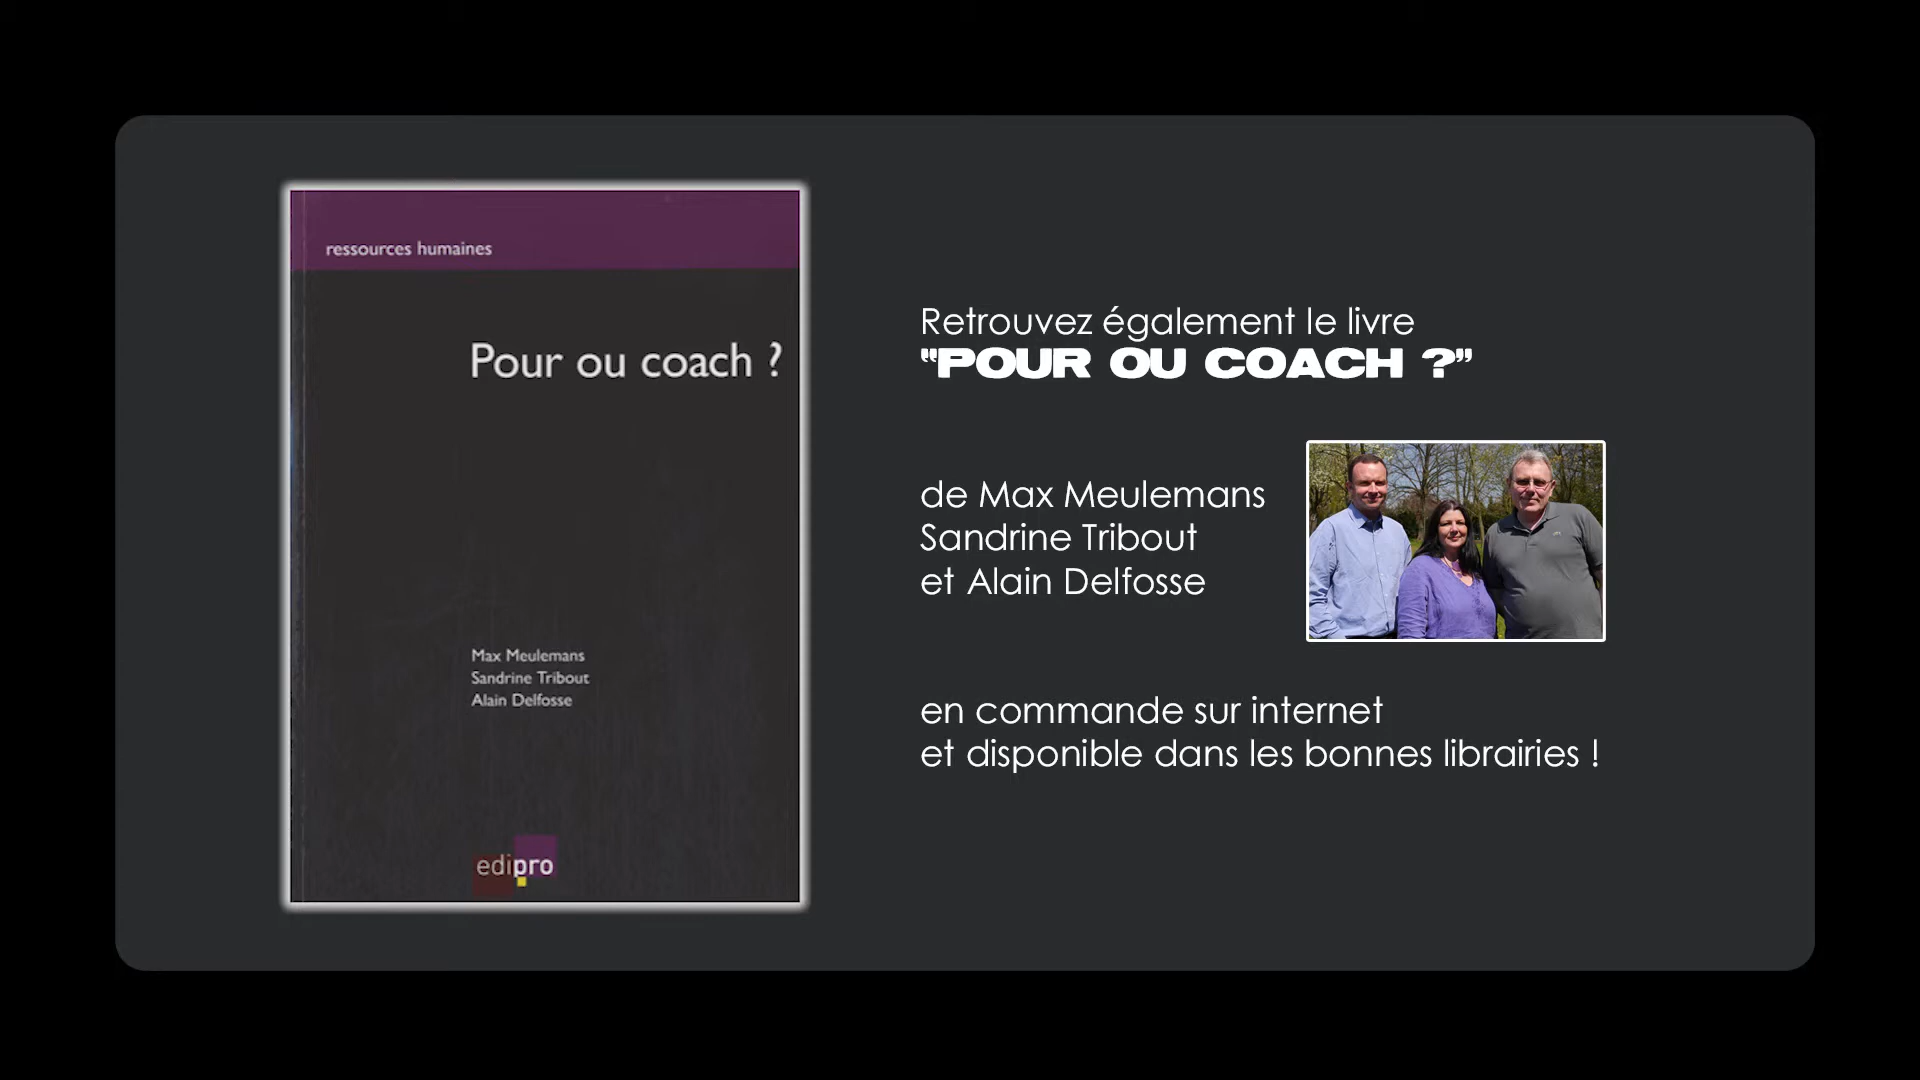 ressources humaines
Pour ou coach ?
Max Meulemans
Sandrine Tribout
Alain Delfosse
edipro
Retrouvez également le livre
"POUR OU COACH ?"
de Max Meulemans
Sandrine Tribout
et Alain Delfosse
en commande sur internet
et disponible dans les bonnes librairies !